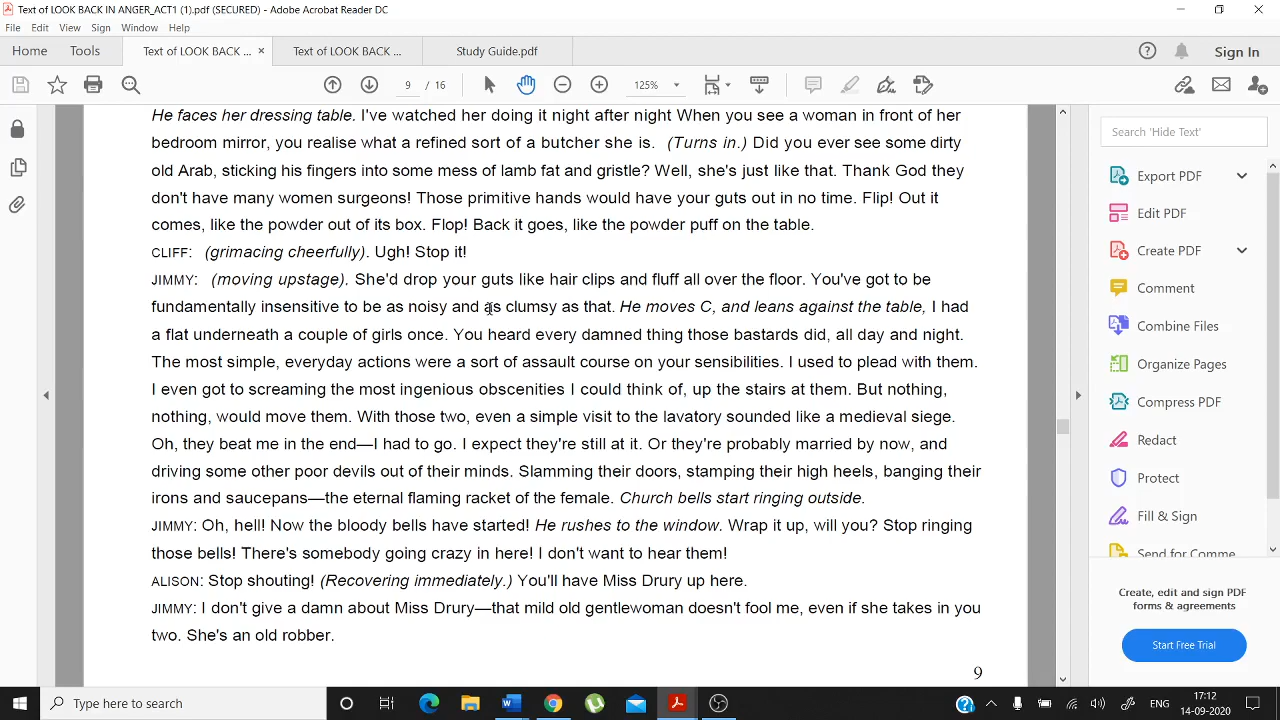 Text of LOOK BACK IN ANGER_ACT1 (1).pdf (SECURED) - Adobe Acrobat Reader DC
File Edit View Sign Window Help
Home Tools Text of LOOK BACK ... × Text of LOOK BACK ... Study Guide.pdf Sign In
9 / 16 125%
He faces her dressing table. I've watched her doing it night after night When you see a woman in front of her
bedroom mirror, you realise what a refined sort of a butcher she is. (Turns in.) Did you ever see some dirty
old Arab, sticking his fingers into some mess of lamb fat and gristle? Well, she's just like that. Thank God they
don't have many women surgeons! Those primitive hands would have your guts out in no time. Flip! Out it
comes, like the powder out of its box. Flop! Back it goes, like the powder puff on the table.
CLIFF: (grimacing cheerfully). Ugh! Stop it!
JIMMY: (moving upstage). She'd drop your guts like hair clips and fluff all over the floor. You've got to be
fundamentally insensitive to be as noisy and as clumsy as that. He moves C, and leans against the table, I had
a flat underneath a couple of girls once. You heard every damned thing those bastards did, all day and night.
The most simple, everyday actions were a sort of assault course on your sensibilities. I used to plead with them.
I even got to screaming the most ingenious obscenities I could think of, up the stairs at them. But nothing,
nothing, would move them. With those two, even a simple visit to the lavatory sounded like a medieval siege.
Oh, they beat me in the end—I had to go. I expect they're still at it. Or they're probably married by now, and
driving some other poor devils out of their minds. Slamming their doors, stamping their high heels, banging their
irons and saucepans—the eternal flaming racket of the female. Church bells start ringing outside.
JIMMY: Oh, hell! Now the bloody bells have started! He rushes to the window. Wrap it up, will you? Stop ringing
those bells! There's somebody going crazy in here! I don't want to hear them!
ALISON: Stop shouting! (Recovering immediately.) You'll have Miss Drury up here.
JIMMY: I don't give a damn about Miss Drury—that mild old gentlewoman doesn't fool me, even if she takes in you
two. She's an old robber.
9
Search 'Hide Text'
Export PDF
Edit PDF
Create PDF
Comment
Combine Files
Organize Pages
Compress PDF
Redact
Protect
Fill & Sign
Send for Comme
Create, edit and sign PDF
forms & agreements
Start Free Trial
Type here to search
ENG
17:12
14-09-2020